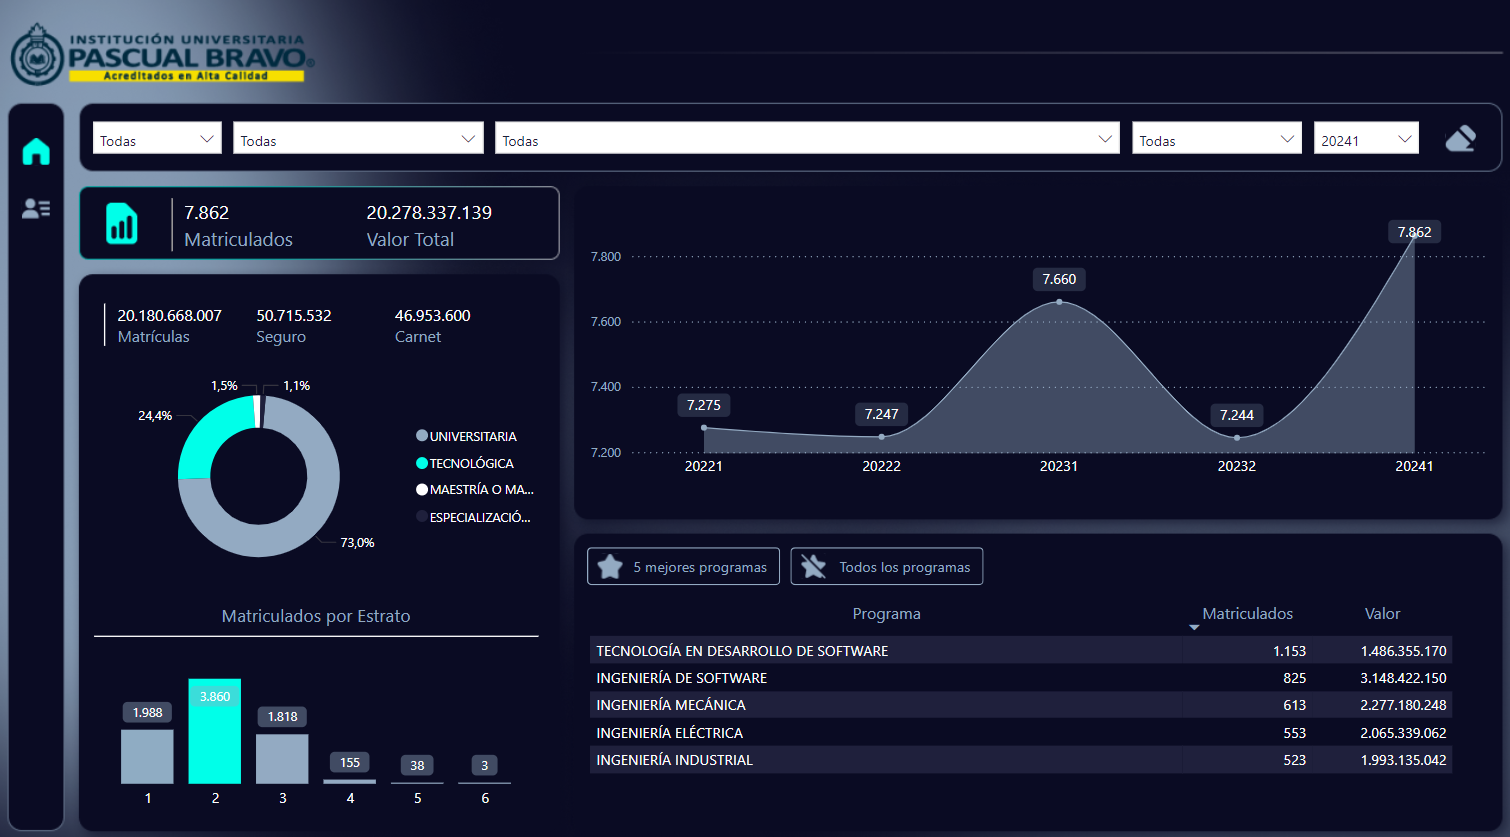 INSTITUCIÓN UNIVERSITARIA
PASCUAL BRAVO®
Acreditados en Alta Calidad
Todas
Todas
Todas
Todas
20241
7.862
Matriculados
20.278.337.139
Valor Total
20.180.668.007
Matrículas
50.715.532
Seguro
46.953.600
Carnet
1,5%
1,1%
24,4%
73,0%
UNIVERSITARIA
TECNOLÓGICA
MAESTRÍA O MA...
ESPECIALIZACIÓ...
Matriculados por Estrato
1.988
3.860
1.818
155
38
3
1
2
3
4
5
6
7.800
7.600
7.400
7.200
7.275
7.247
7.660
7.244
7.862
20221
20222
20231
20232
20241
5 mejores programas
Todos los programas
Programa Matriculados Valor
TECNOLOGÍA EN DESARROLLO DE SOFTWARE 1.153 1.486.355.170
INGENIERÍA DE SOFTWARE 825 3.148.422.150
INGENIERÍA MECÁNICA 613 2.277.180.248
INGENIERÍA ELÉCTRICA 553 2.065.339.062
INGENIERÍA INDUSTRIAL 523 1.993.135.042